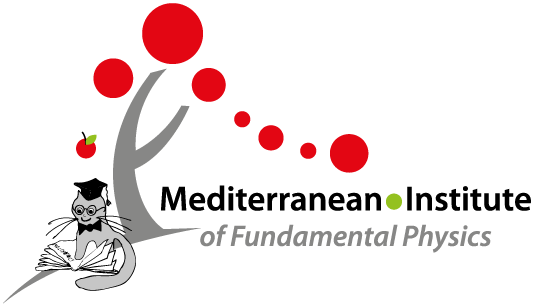 Mediterranean•Institute
of Fundamental Physics